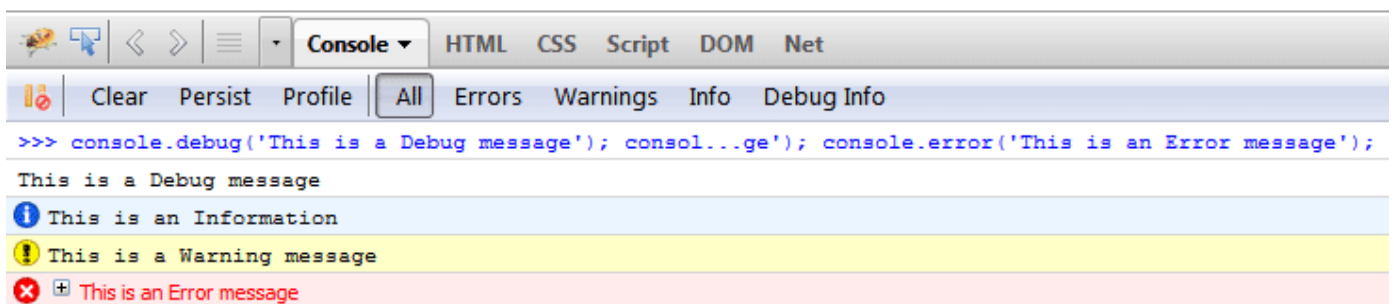 Console HTML CSS Script DOM Net
Clear Persist Profile All Errors Warnings Info Debug Info
>>> console.debug('This is a Debug message'); consol...ge'); console.error('This is an Error message');
This is a Debug message
This is an Information
This is a Warning message
This is an Error message